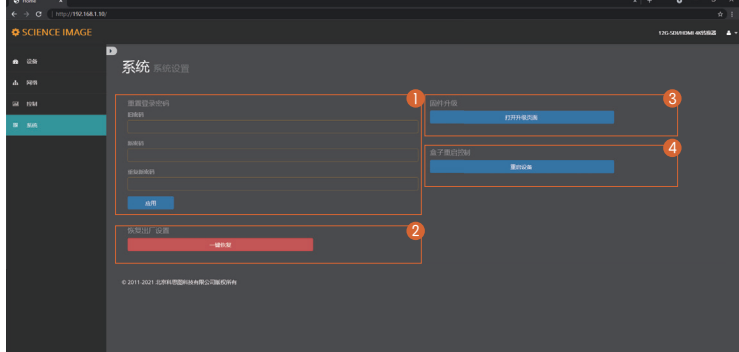 Home
http://192.168.1.10/
SCIENCE IMAGE
12G-SDI/HDMI 4K转换器
设备
网络
控制
系统
系统 系统设置
1
重置登录密码
旧密码
新密码
重复新密码
应用
2
恢复出厂设置
一键恢复
3
固件升级
打开升级页面
4
盒子重启控制
重启设备
© 2011-2021 北京科思图科技有限公司版权所有